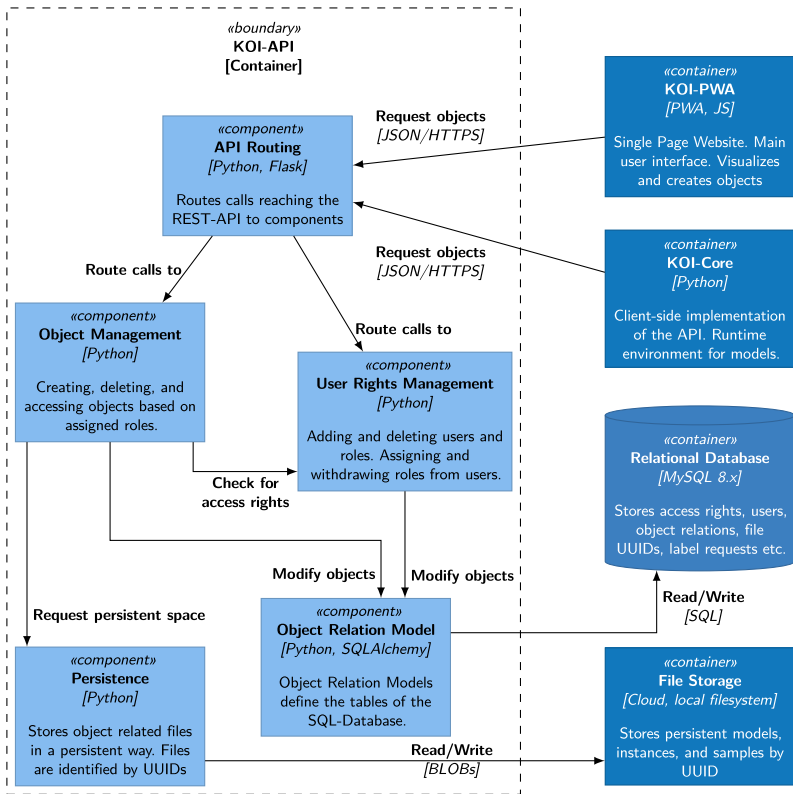 «boundary»
KOI-API
[Container]
«component»
API Routing
[Python, Flask]
Routes calls reaching the
REST-API to components
Request objects
[JSON/HTTPS]
«container»
KOI-PWA
[PWA, JS]
Single Page Website. Main
user interface. Visualizes
and creates objects
Request objects
[JSON/HTTPS]
«container»
KOI-Core
[Python]
Client-side implementation
of the API. Runtime
environment for models.
Route calls to
Route calls to
«component»
Object Management
[Python]
Creating, deleting, and
accessing objects based on
assigned roles.
«component»
User Rights Management
[Python]
Adding and deleting users and
roles. Assigning and
withdrawing roles from users.
Check for
access rights
«container»
Relational Database
[MySQL 8.x]
Stores access rights, users,
object relations, file
UUIDs, label requests etc.
Modify objects
Modify objects
Request persistent space
«component»
Object Relation Model
[Python, SQLAlchemy]
Object Relation Models
define the tables of the
SQL-Database.
Read/Write
[SQL]
«component»
Persistence
[Python]
Stores object related files
in a persistent way. Files
are identified by UUIDs
Read/Write
[BLOBs]
«container»
File Storage
[Cloud, local filesystem]
Stores persistent models,
instances, and samples by
UUID